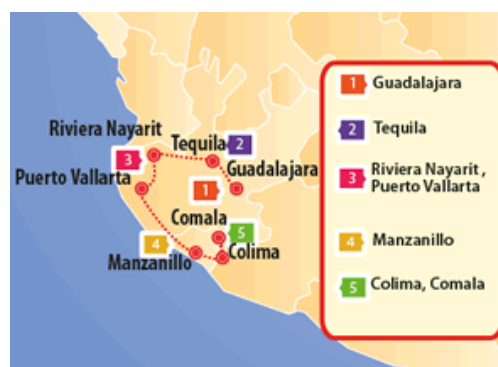 Riviera Nayarit
Tequila 2
3
Guadalajara
Puerto Vallarta
1
Comala
5
4
Colima
Manzanillo
1 Guadalajara
2 Tequila
3 Riviera Nayarit ,
Puerto Vallarta
4 Manzanillo
5 Colima, Comala